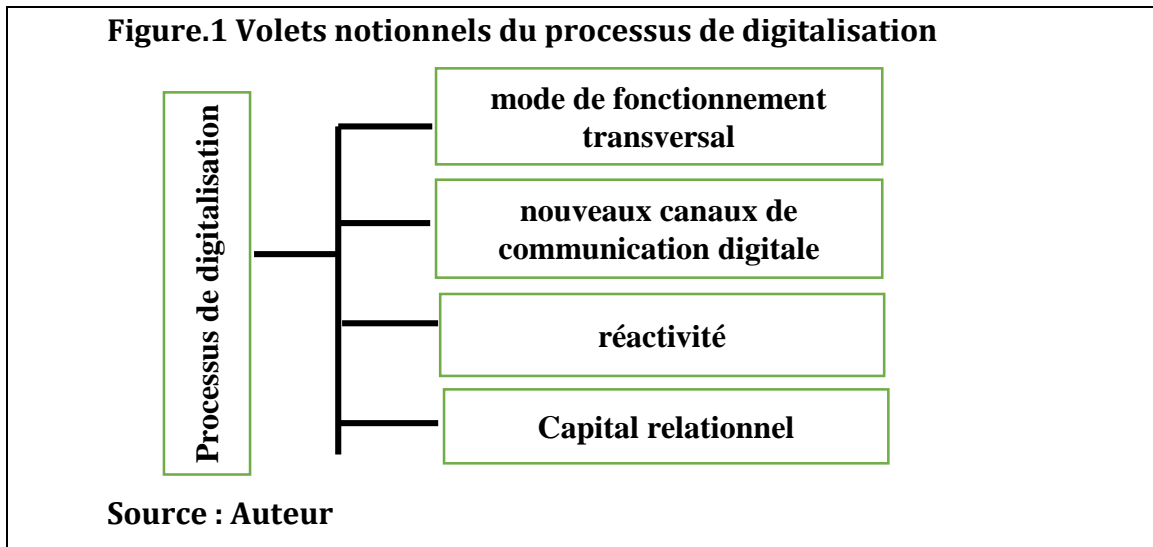 Figure.1 Volets notionnels du processus de digitalisation
Processus de digitalisation
mode de fonctionnement
transversal
nouveaux canaux de
communication digitale
réactivité
Capital relationnel
Source : Auteur